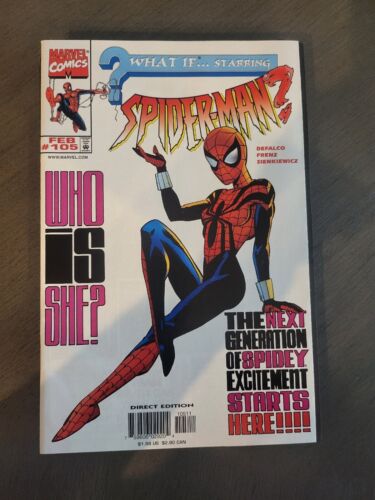 MARVEL
COMICS
? WHAT IF... STARRING
SPIDER-MAN?
FEB
#105
WWW.MARVEL.COM
DEFALCO
FRENZ
SIENKIEWICZ
WHO
IS
SHE?
THE NEXT
GENERATION
OF SPIDEY
EXCITEMENT
STARTS
HERE!!!!
DIRECT EDITION
10511
$1.99 US $2.80 CAN